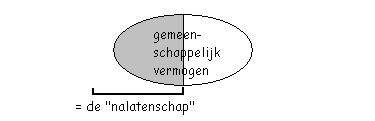 gemeen-
schappelijk
vermogen
= de "nalatenschap"